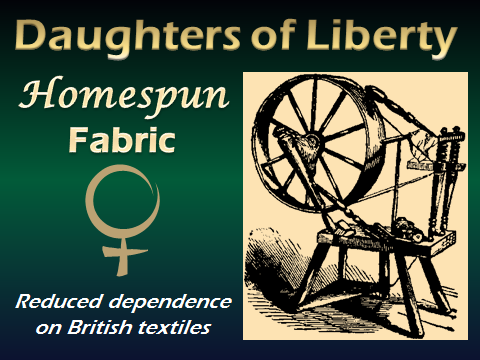 Daughters of Liberty
Homespun
Fabric
Reduced dependence
on British textiles